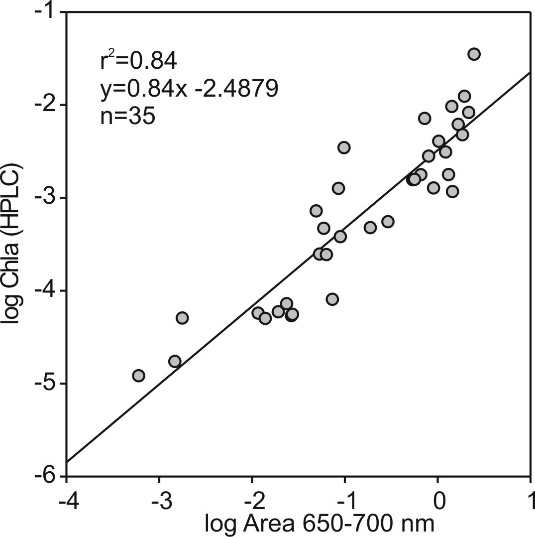 r²=0.84
y=0.84x -2.4879
n=35
log Chla (HPLC)
-1
-2
-3
-4
-5
-6
-4 -3 -2 -1 0 1
log Area 650-700 nm